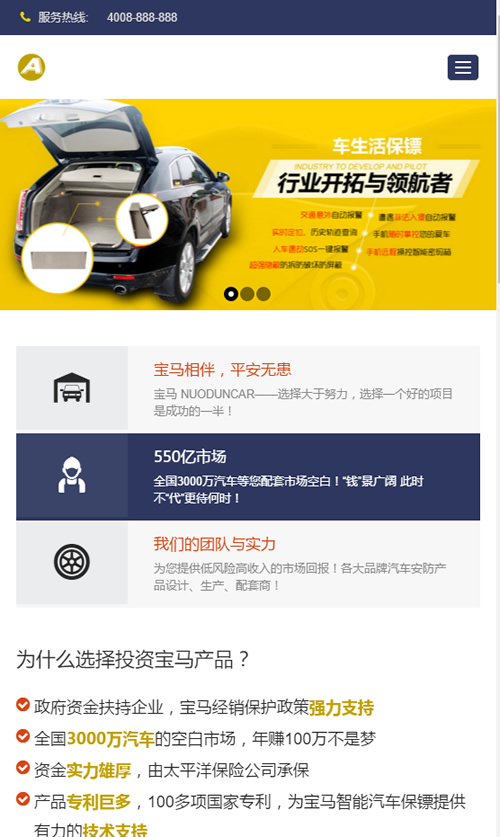 服务热线: 4008-888-888
A
车生活保镖
INDUSTRY TO DEVELOP AND PILOT
行业开拓与领航者
交通意外自动报警
遭遇非法入侵自动报警
实时定位、历史轨迹查询
手机随时掌控您的爱车
人车遇劫SOS一键报警
手机远程操控智能密码箱
超强隐蔽防拆防破坏防屏蔽
宝马相伴，平安无患
宝马 NUODUNCAR——选择大于努力，选择一个好的项目
是成功的一半！
550亿市场
全国3000万汽车等您配套市场空白！“钱”景广阔 此时
不“代”更待何时！
我们的团队与实力
为您提供低风险高收入的市场回报！各大品牌汽车安防产
品设计、生产、配套商！
为什么选择投资宝马产品？
政府资金扶持企业，宝马经销保护政策强力支持
全国3000万汽车的空白市场，年赚100万不是梦
资金实力雄厚，由太平洋保险公司承保
产品专利巨多，100多项国家专利，为宝马智能汽车保镖提供
有力的技术支持